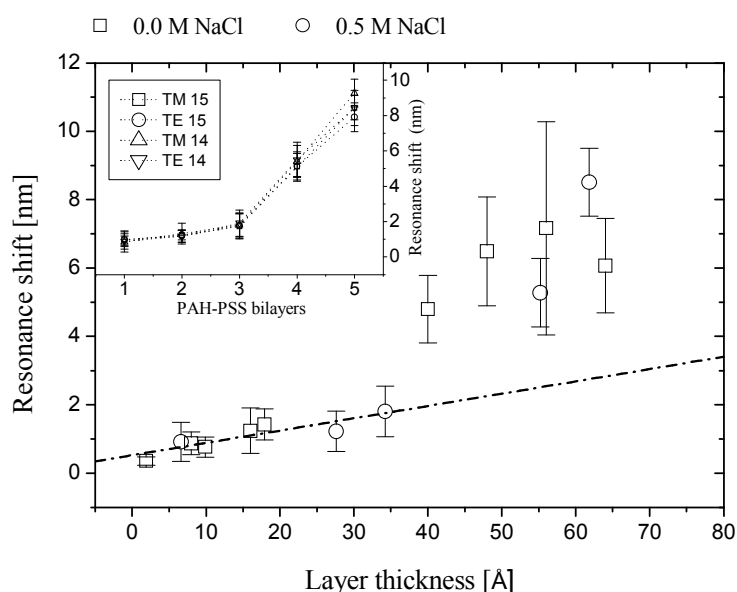 0.0 M NaCl 0.5 M NaCl
12
10
8
6
4
2
0
Resonance shift [nm]
TM 15
TE 15
TM 14
TE 14
10
8
6
4
2
0
Resonance shift (nm)
1 2 3 4 5
PAH-PSS bilayers
0 10 20 30 40 50 60 70 80
Layer thickness [Å]